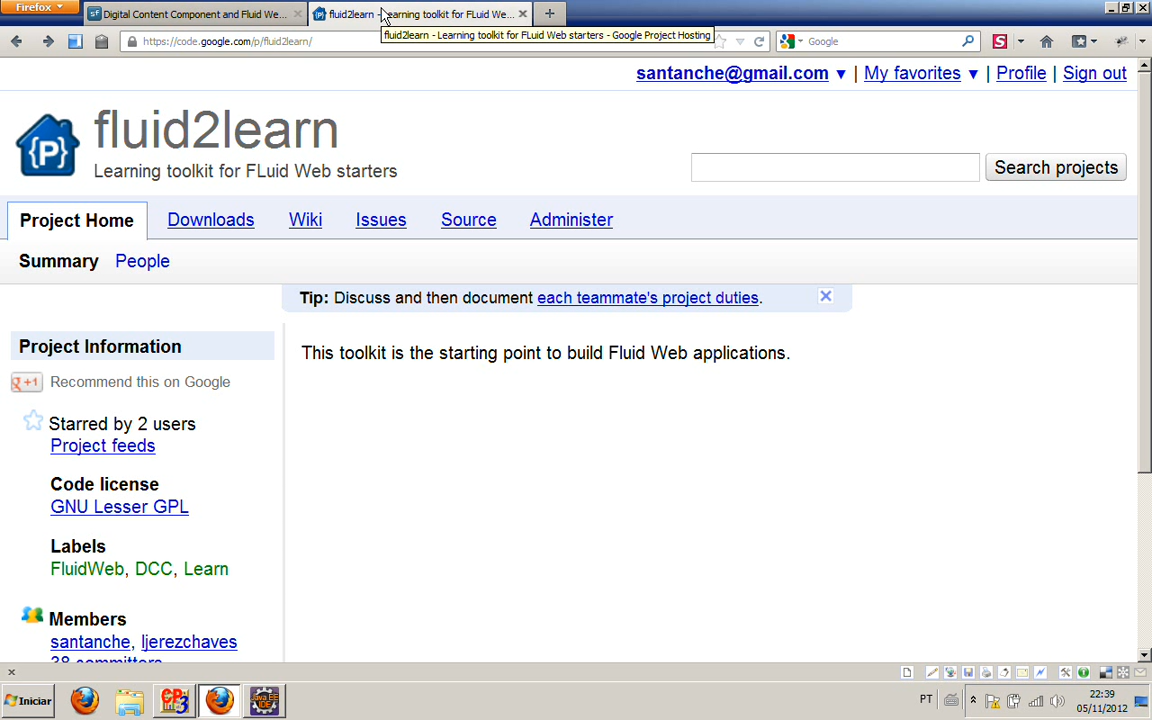 Firefox
Digital Content Component and Fluid We...
fluid2learn - Learning toolkit for FLuid We...
https://code.google.com/p/fluid2learn/
fluid2learn - Learning toolkit for FLuid Web starters - Google Project Hosting
Google
santanche@gmail.com ▼ | My favorites ▼ | Profile | Sign out
fluid2learn
Learning toolkit for FLuid Web starters
Search projects
Project Home Downloads Wiki Issues Source Administer
Summary People
Tip: Discuss and then document each teammate's project duties.
Project Information
This toolkit is the starting point to build Fluid Web applications.
+1 Recommend this on Google
Starred by 2 users
Project feeds
Code license
GNU Lesser GPL
Labels
FluidWeb, DCC, Learn
Members
santanche, ljerezchaves
38 committers
Iniciar
PT
22:39
05/11/2012